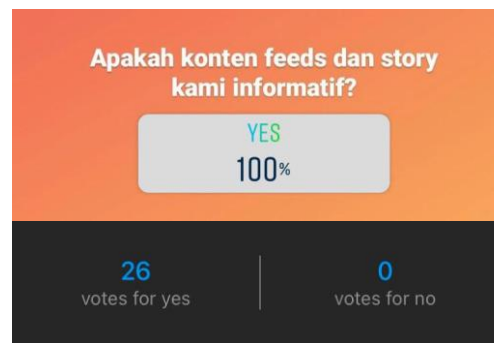 Apakah konten feeds dan story
kami informatif?
YES
100%
26
votes for yes
0
votes for no